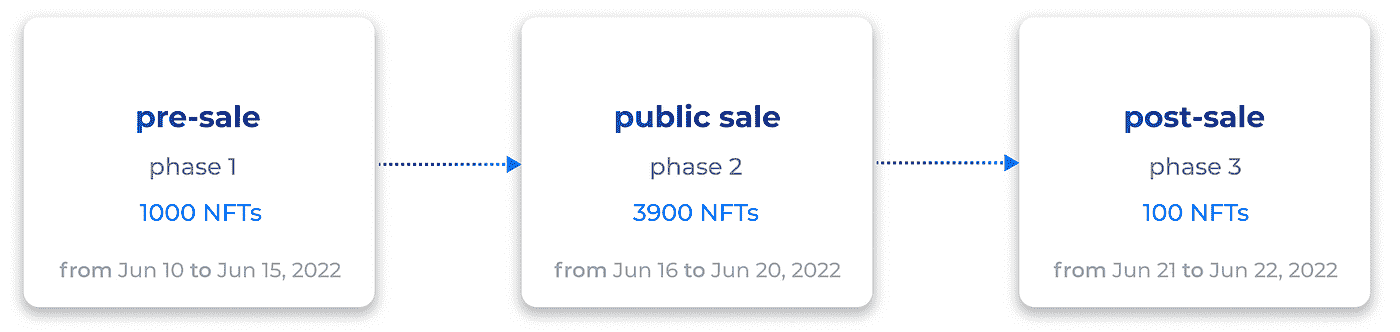 pre-sale
phase 1
1000 NFTs
from Jun 10 to Jun 15, 2022
public sale
phase 2
3900 NFTs
from Jun 16 to Jun 20, 2022
post-sale
phase 3
100 NFTs
from Jun 21 to Jun 22, 2022